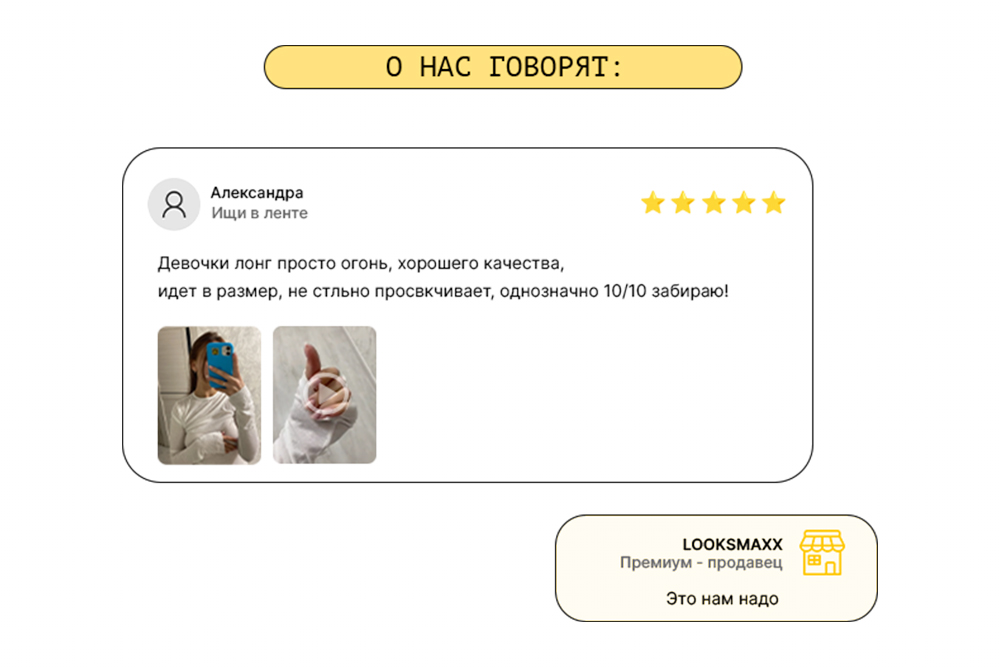 О НАС ГОВОРЯТ:
Александра
Ищи в ленте
Девочки лонг просто огонь, хорошего качества,
идет в размер, не стльно просвкчивает, однозначно 10/10 забираю!
LOOKSMAXX
Премиум - продавец
Это нам надо